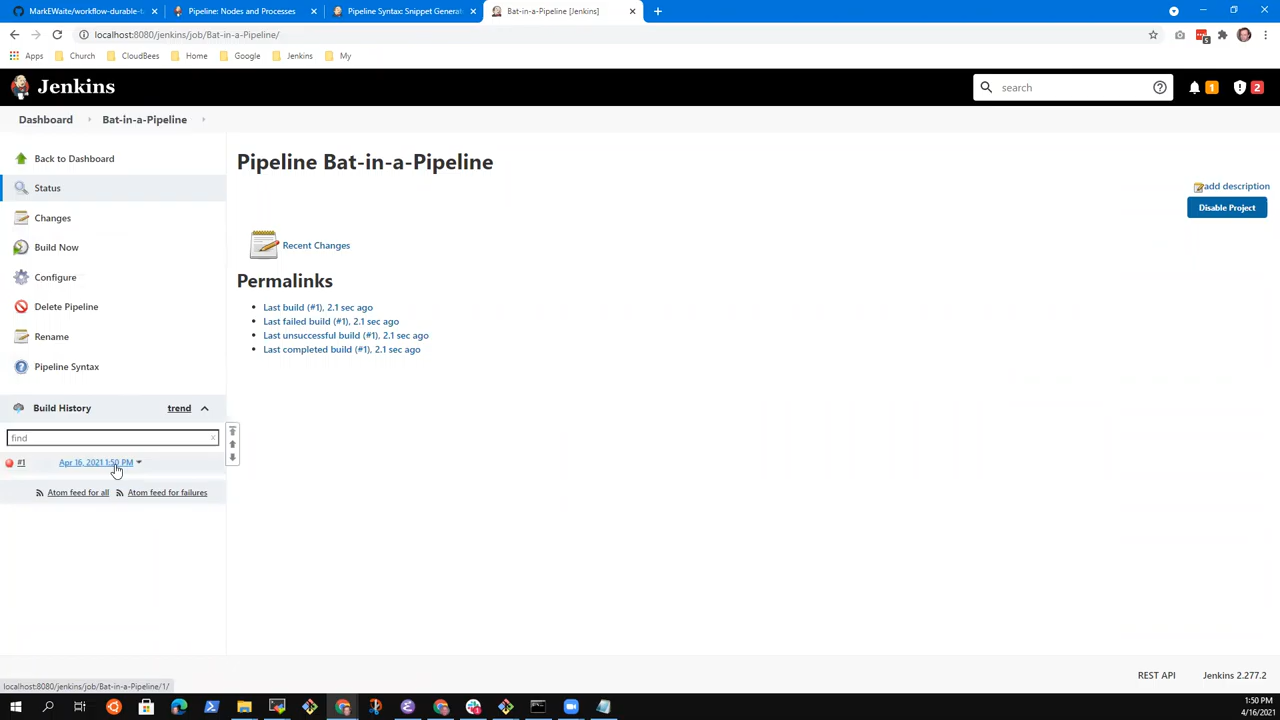 MarkEWaite/workflow-durable-t
Pipeline: Nodes and Processes
Pipeline Syntax: Snippet Generat
Bat-in-a-Pipeline [Jenkins]
localhost:8080/jenkins/job/Bat-in-a-Pipeline/
5
Apps
Church
CloudBees
Home
Google
Jenkins
My
Jenkins
search
1
2
Dashboard
Bat-in-a-Pipeline
Back to Dashboard
Status
Changes
Build Now
Configure
Delete Pipeline
Rename
Pipeline Syntax
Build History
trend
find
x
#1
Apr 16, 2021 1:50 PM
Atom feed for all
Atom feed for failures
Pipeline Bat-in-a-Pipeline
add description
Disable Project
Recent Changes
Permalinks
Last build (#1), 2.1 sec ago
Last failed build (#1), 2.1 sec ago
Last unsuccessful build (#1), 2.1 sec ago
Last completed build (#1), 2.1 sec ago
REST API
Jenkins 2.277.2
localhost:8080/jenkins/job/Bat-in-a-Pipeline/1/
1:50 PM
4/16/2021